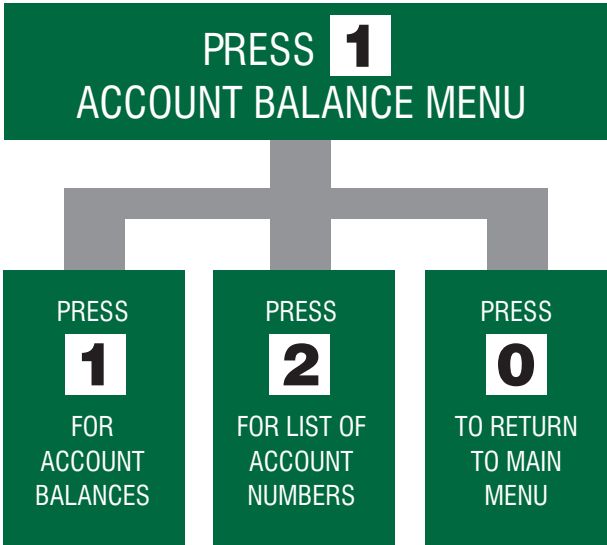 PRESS 1
ACCOUNT BALANCE MENU
PRESS
1
FOR
ACCOUNT
BALANCES
PRESS
2
FOR LIST OF
ACCOUNT
NUMBERS
PRESS
0
TO RETURN
TO MAIN
MENU